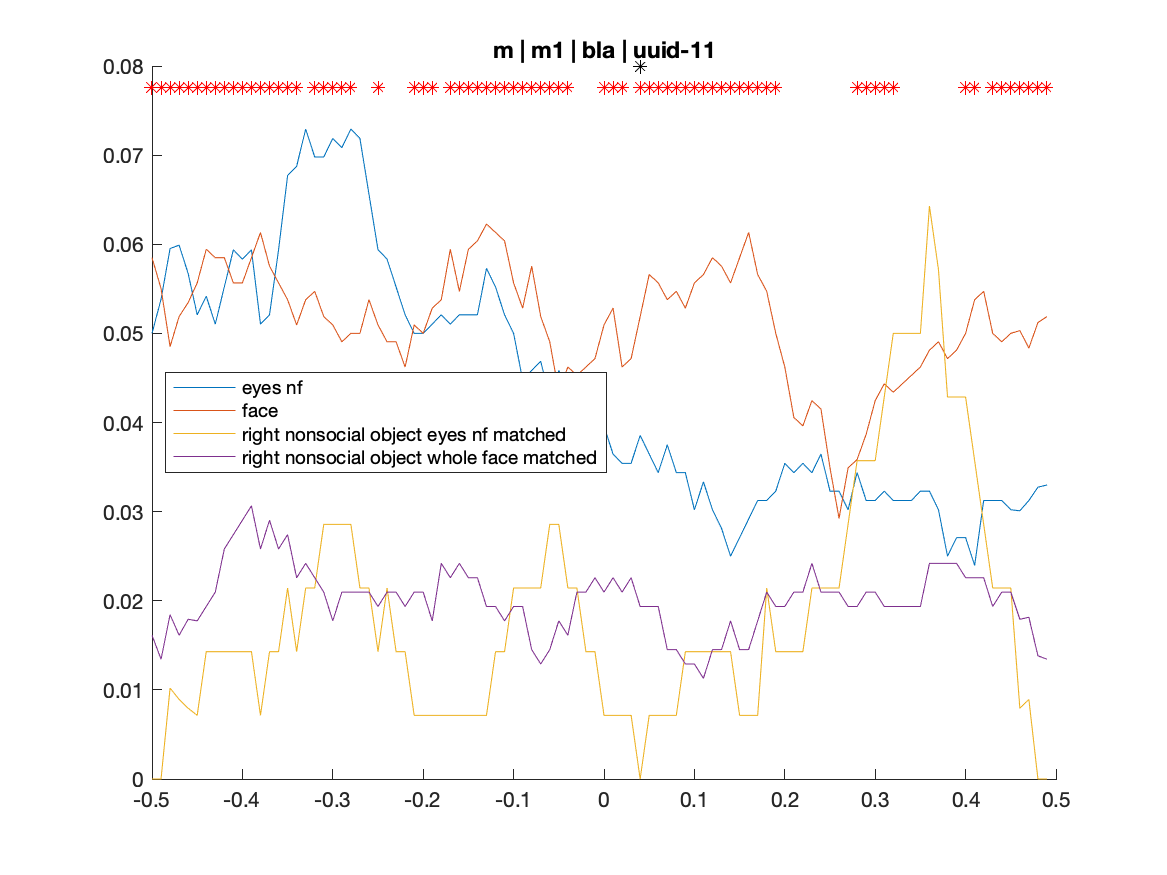 m | m1 | bla | uuid-11
0.08
0.07
0.06
0.05
0.04
0.03
0.02
0.01
0
eyes nf
face
right nonsocial object eyes nf matched
right nonsocial object whole face matched
-0.5 -0.4 -0.3 -0.2 -0.1 0 0.1 0.2 0.3 0.4 0.5